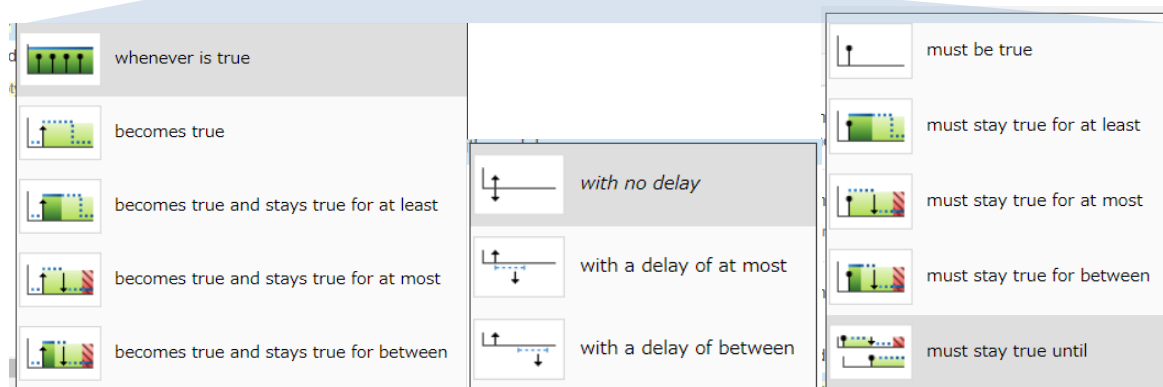 whenever is true
becomes true
becomes true and stays true for at least
becomes true and stays true for at most
becomes true and stays true for between
with no delay
with a delay of at most
with a delay of between
must be true
must stay true for at least
must stay true for at most
must stay true for between
must stay true until